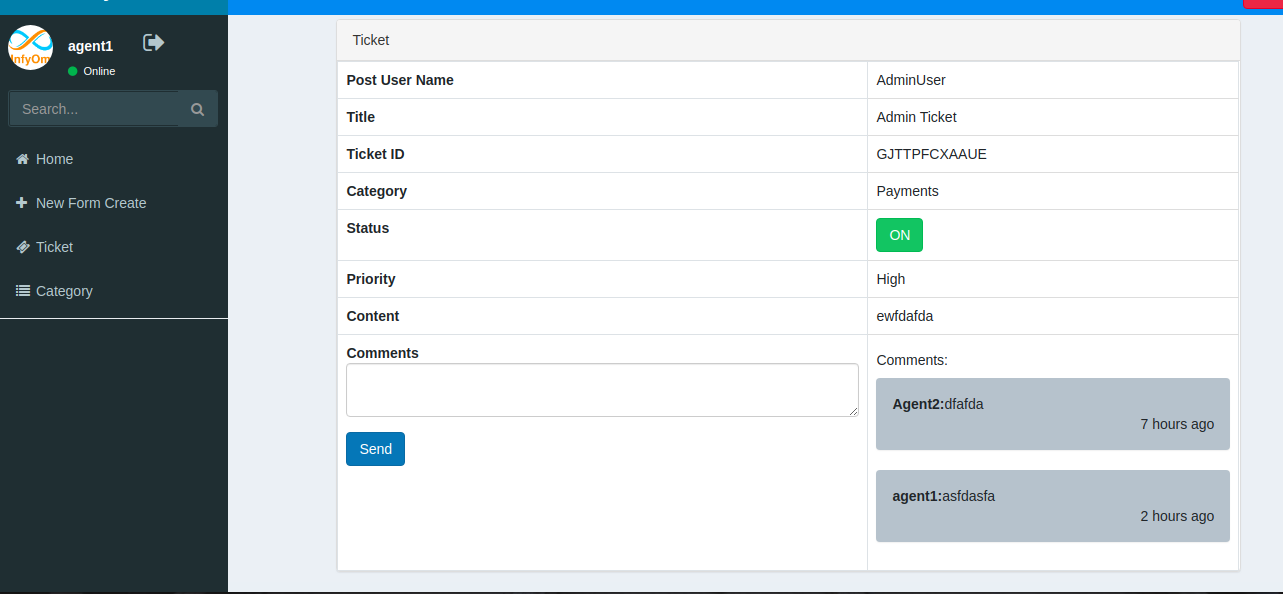 InfyOm
agent1
Online
Search...
Home
New Form Create
Ticket
Category
Ticket
Post User Name AdminUser
Title Admin Ticket
Ticket ID GJTTPFCXAAUE
Category Payments
Status ON
Priority High
Content ewfdafda
Comments
Send
Comments:
Agent2:dfafda
7 hours ago
agent1:asfdasfa
2 hours ago